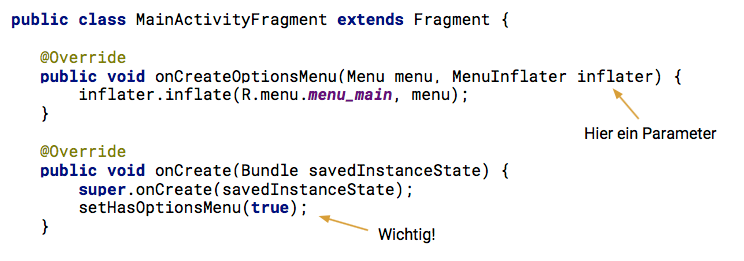 public class MainActivityFragment extends Fragment {
@Override
public void onCreateOptionsMenu(Menu menu, MenuInflater inflater) {
inflater.inflate(R.menu.menu_main, menu);
}
Hier ein Parameter
@Override
public void onCreate(Bundle savedInstanceState) {
super.onCreate(savedInstanceState);
setHasOptionsMenu(true);
}
Wichtig!